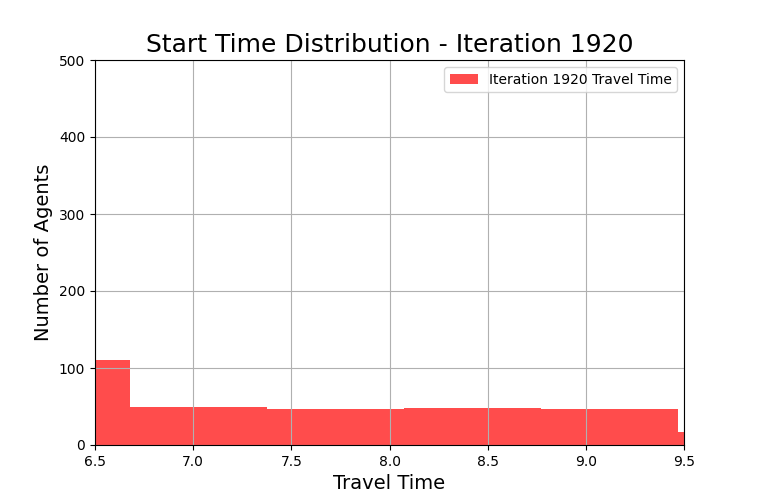 Start Time Distribution - Iteration 1920
Iteration 1920 Travel Time
Number of Agents
500
400
300
200
100
0
6.5 7.0 7.5 8.0 8.5 9.0 9.5
Travel Time